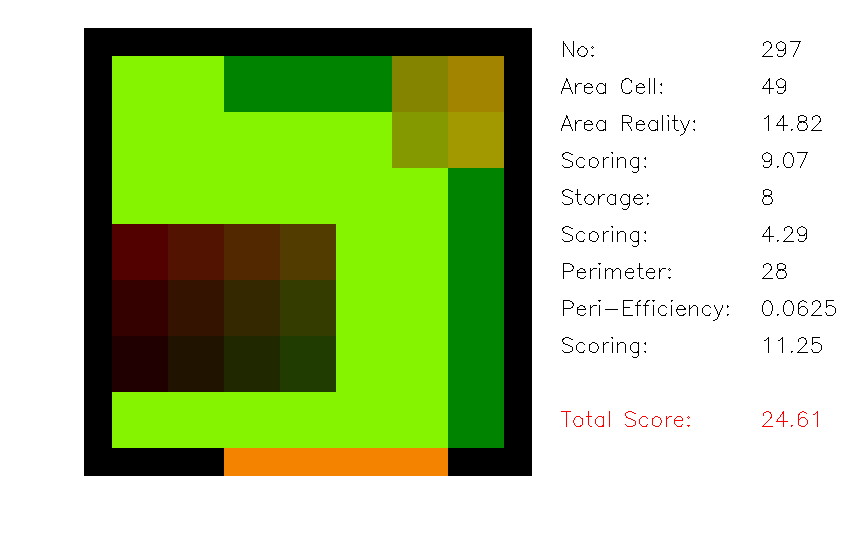 No: 297
Area Cell: 49
Area Reality: 14.82
Scoring: 9.07
Storage: 8
Scoring: 4.29
Perimeter: 28
Peri-Efficiency: 0.0625
Scoring: 11.25
Total Score: 24.61